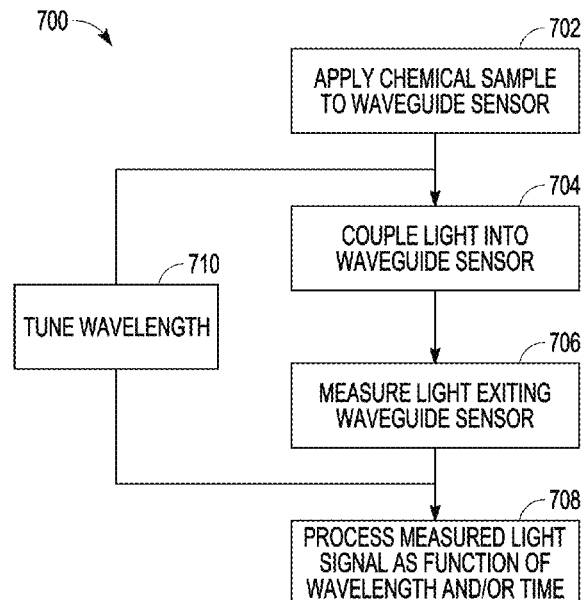 700
702
APPLY CHEMICAL SAMPLE
TO WAVEGUIDE SENSOR
704
COUPLE LIGHT INTO
WAVEGUIDE SENSOR
710
TUNE WAVELENGTH
706
MEASURE LIGHT EXITING
WAVEGUIDE SENSOR
708
PROCESS MEASURED LIGHT
SIGNAL AS FUNCTION OF
WAVELENGTH AND/OR TIME